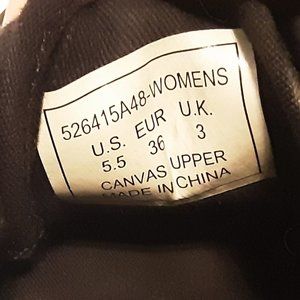 526415A48-WOMENS
U.S. EUR U.K.
5.5 36 3
CANVAS UPPER
MADE IN CHINA